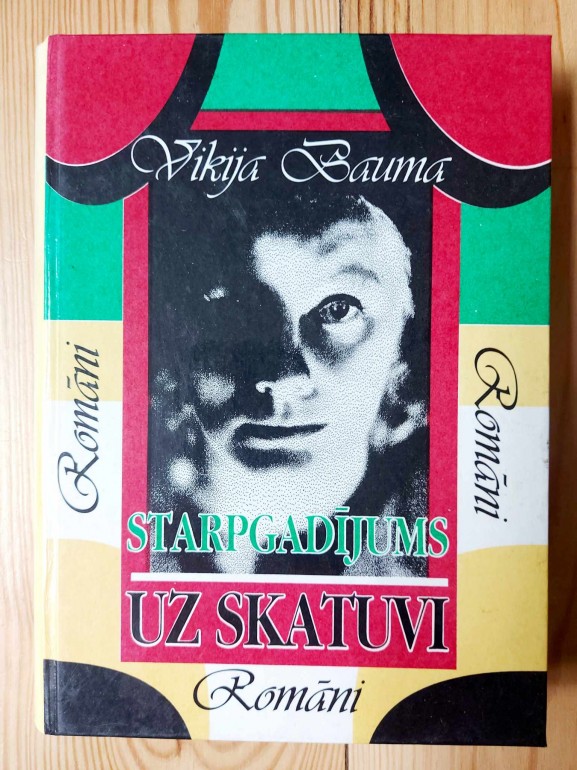 Vikija Bauma
Romāni
Romāni
STARPGADĪJUMS
UZ SKATUVI
Romāni